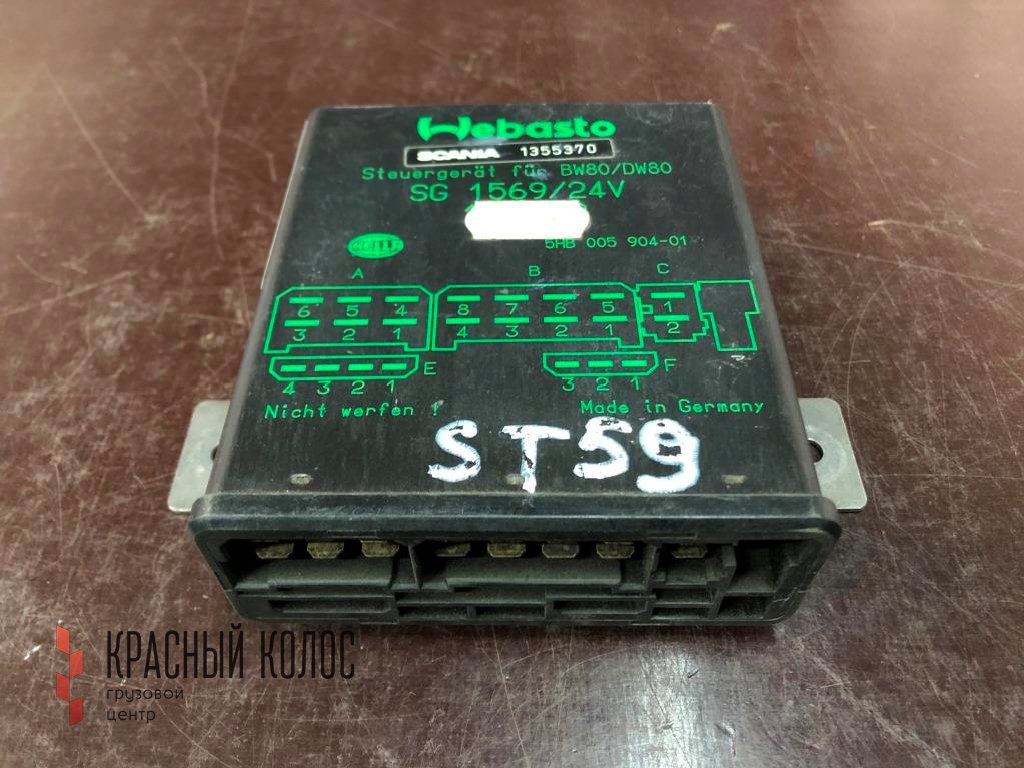 Webasto
SCANIA 1355370
Steuergerät für BW80/DW80
SG 1569/24V
HELLA 5HB 005 904-01
A B C
6 5 4 8 7 6 5 1
3 2 1 4 3 2 1 2
E F
4 3 2 1 3 2 1
Nicht werfen ! Made in Germany
ST59
КРАСНЫЙ КОЛОС
грузовой
центр